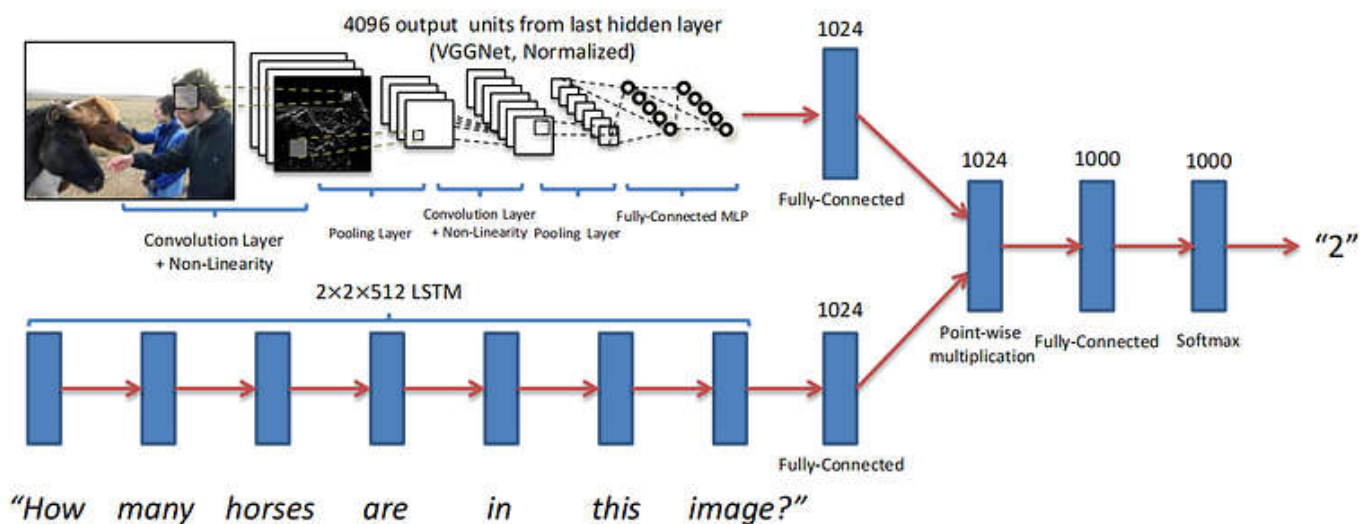 4096 output units from last hidden layer
(VGGNet, Normalized)
1024
Fully-Connected
Convolution Layer
+ Non-Linearity
Pooling Layer
Convolution Layer
+ Non-Linearity
Pooling Layer
Fully-Connected MLP
1024
Point-wise
multiplication
1000
Fully-Connected
1000
Softmax
“2”
2×2×512 LSTM
1024
Fully-Connected
“How many horses are in this image?”